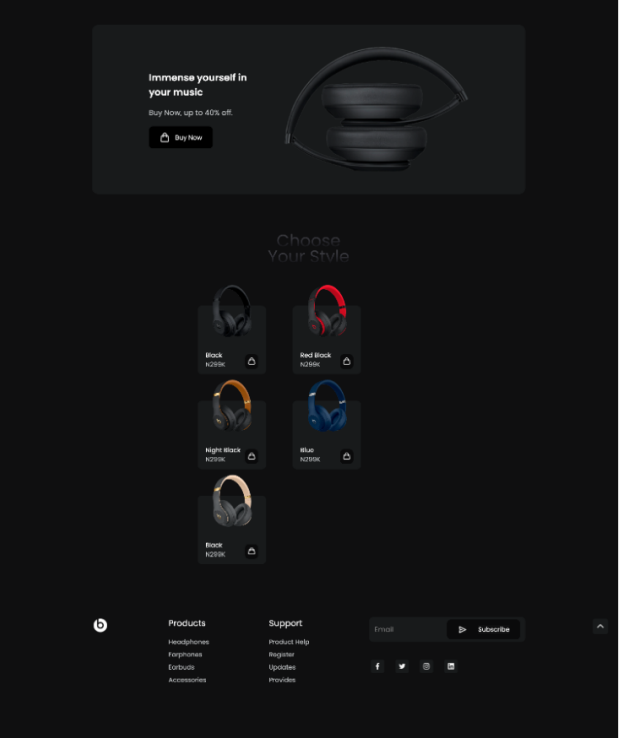 Immense yourself in
your music
Buy Now, up to 40% off.
Buy Now
Choose
Your Style
Black
N299K
Red Black
N299K
Night Black
N299K
Blue
N299K
Black
N299K
Products
Headphones
Earphones
Earbuds
Accessories
Support
Product Help
Register
Updates
Provides
Email
Subscribe